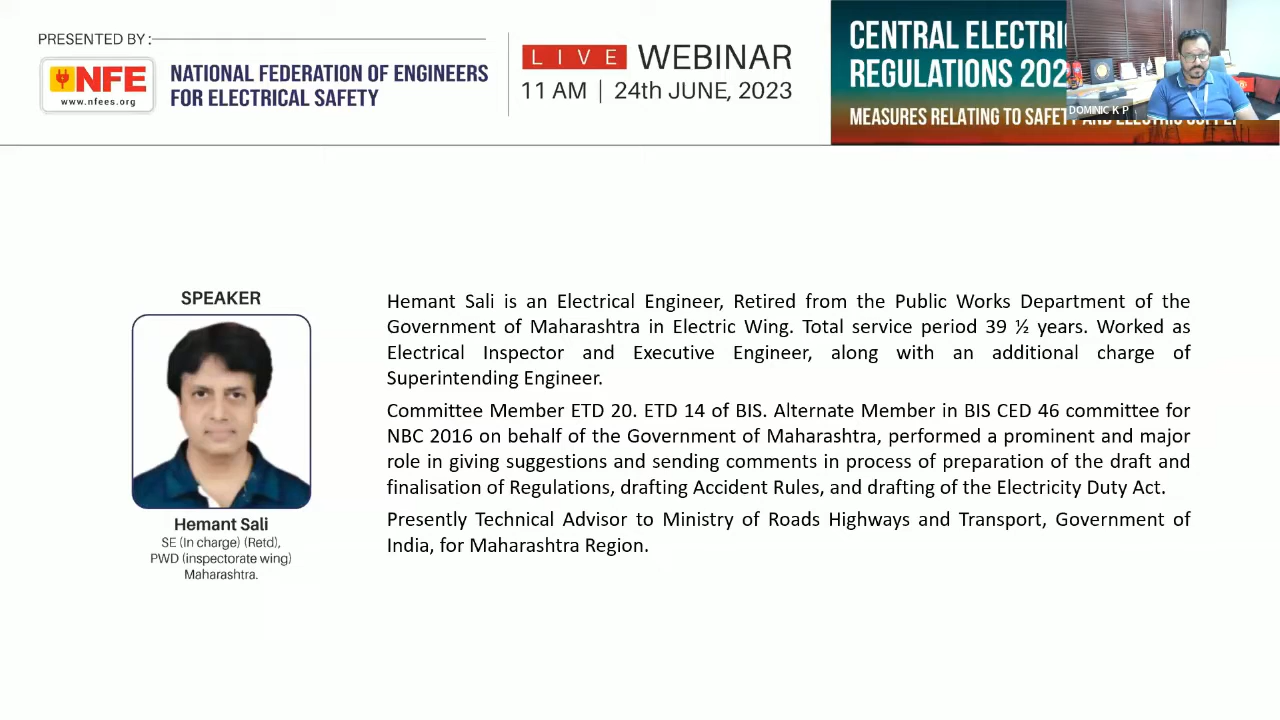 PRESENTED BY :
NFE
www.nfees.org
NATIONAL FEDERATION OF ENGINEERS
FOR ELECTRICAL SAFETY
LIVE WEBINAR
11 AM | 24th JUNE, 2023
CENTRAL ELECTRI
REGULATIONS 202
MEASURES RELATING TO SAFETY AND ELECTRIC SUPPLY
DOMINIC K P
SPEAKER
Hemant Sali
SE (In charge) (Retd),
PWD (inspectorate wing)
Maharashtra.
Hemant Sali is an Electrical Engineer, Retired from the Public Works Department of the
Government of Maharashtra in Electric Wing. Total service period 39 ½ years. Worked as
Electrical Inspector and Executive Engineer, along with an additional charge of
Superintending Engineer.
Committee Member ETD 20. ETD 14 of BIS. Alternate Member in BIS CED 46 committee for
NBC 2016 on behalf of the Government of Maharashtra, performed a prominent and major
role in giving suggestions and sending comments in process of preparation of the draft and
finalisation of Regulations, drafting Accident Rules, and drafting of the Electricity Duty Act.
Presently Technical Advisor to Ministry of Roads Highways and Transport, Government of
India, for Maharashtra Region.